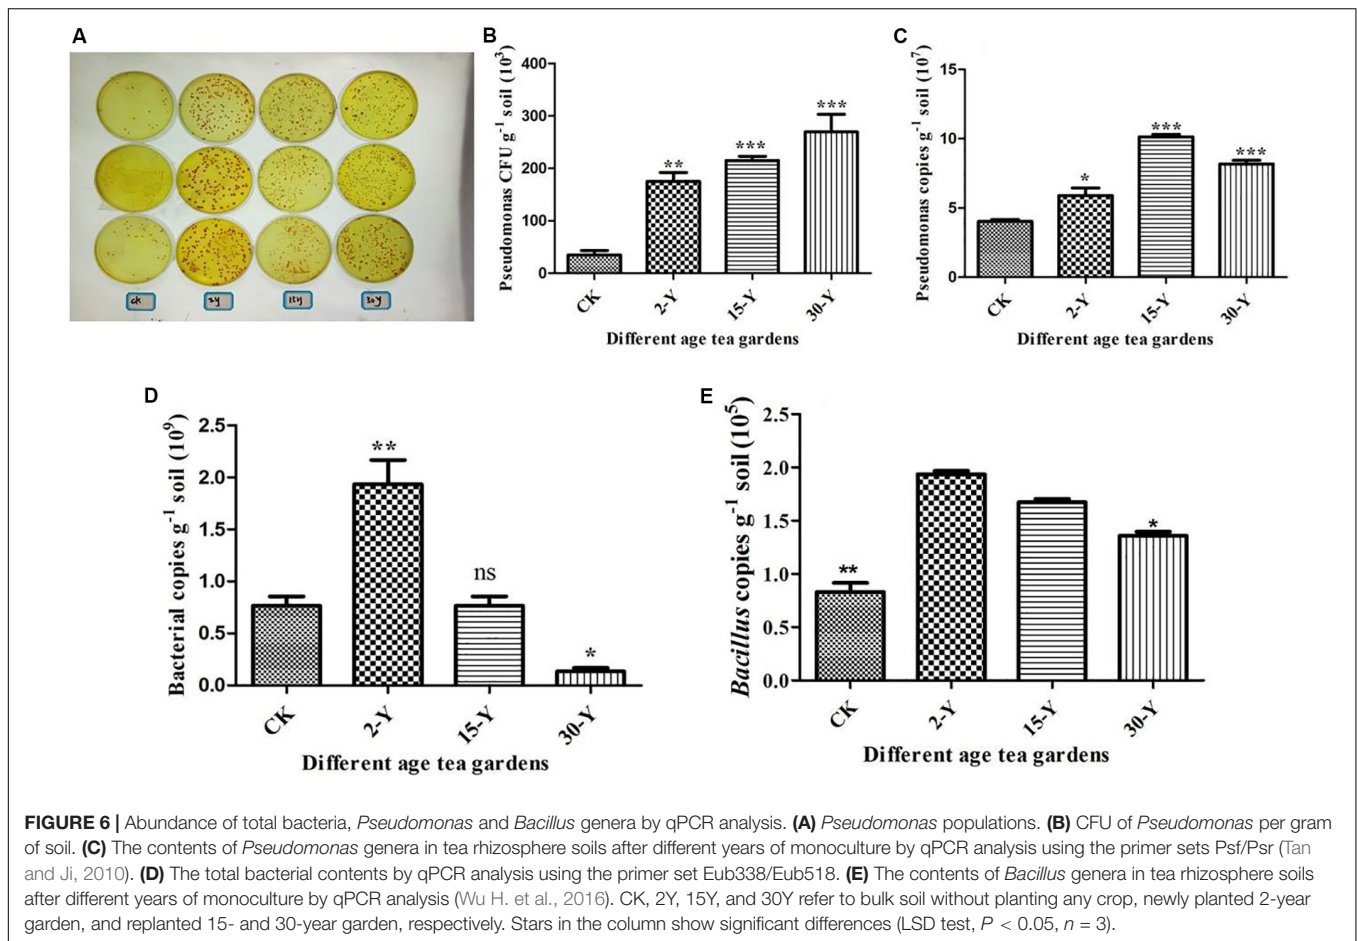 A
CK
2Y
15Y
30Y
B
Pseudomonas CFU g⁻¹ soil (10³)
400
300
200
100
0
**
***
***
CK
2-Y
15-Y
30-Y
Different age tea gardens
C
Pseudomonas copies g⁻¹ soil (10⁷)
15
10
5
0
*
***
***
CK
2-Y
15-Y
30-Y
Different age tea gardens
D
Bacterial copies g⁻¹ soil (10⁹)
2.5
2.0
1.5
1.0
0.5
0.0
**
ns
*
CK
2-Y
15-Y
30-Y
Different age tea gardens
E
Bacillus copies g⁻¹ soil (10⁵)
2.5
2.0
1.5
1.0
0.5
0.0
**
*
CK
2-Y
15-Y
30-Y
Different age tea gardens
FIGURE 6 | Abundance of total bacteria, Pseudomonas and Bacillus genera by qPCR analysis. (A) Pseudomonas populations. (B) CFU of Pseudomonas per gram
of soil. (C) The contents of Pseudomonas genera in tea rhizosphere soils after different years of monoculture by qPCR analysis using the primer sets Psf/Psr (Tan
and Ji, 2010). (D) The total bacterial contents by qPCR analysis using the primer set Eub338/Eub518. (E) The contents of Bacillus genera in tea rhizosphere soils
after different years of monoculture by qPCR analysis (Wu H. et al., 2016). CK, 2Y, 15Y, and 30Y refer to bulk soil without planting any crop, newly planted 2-year
garden, and replanted 15- and 30-year garden, respectively. Stars in the column show significant differences (LSD test, P < 0.05, n = 3).